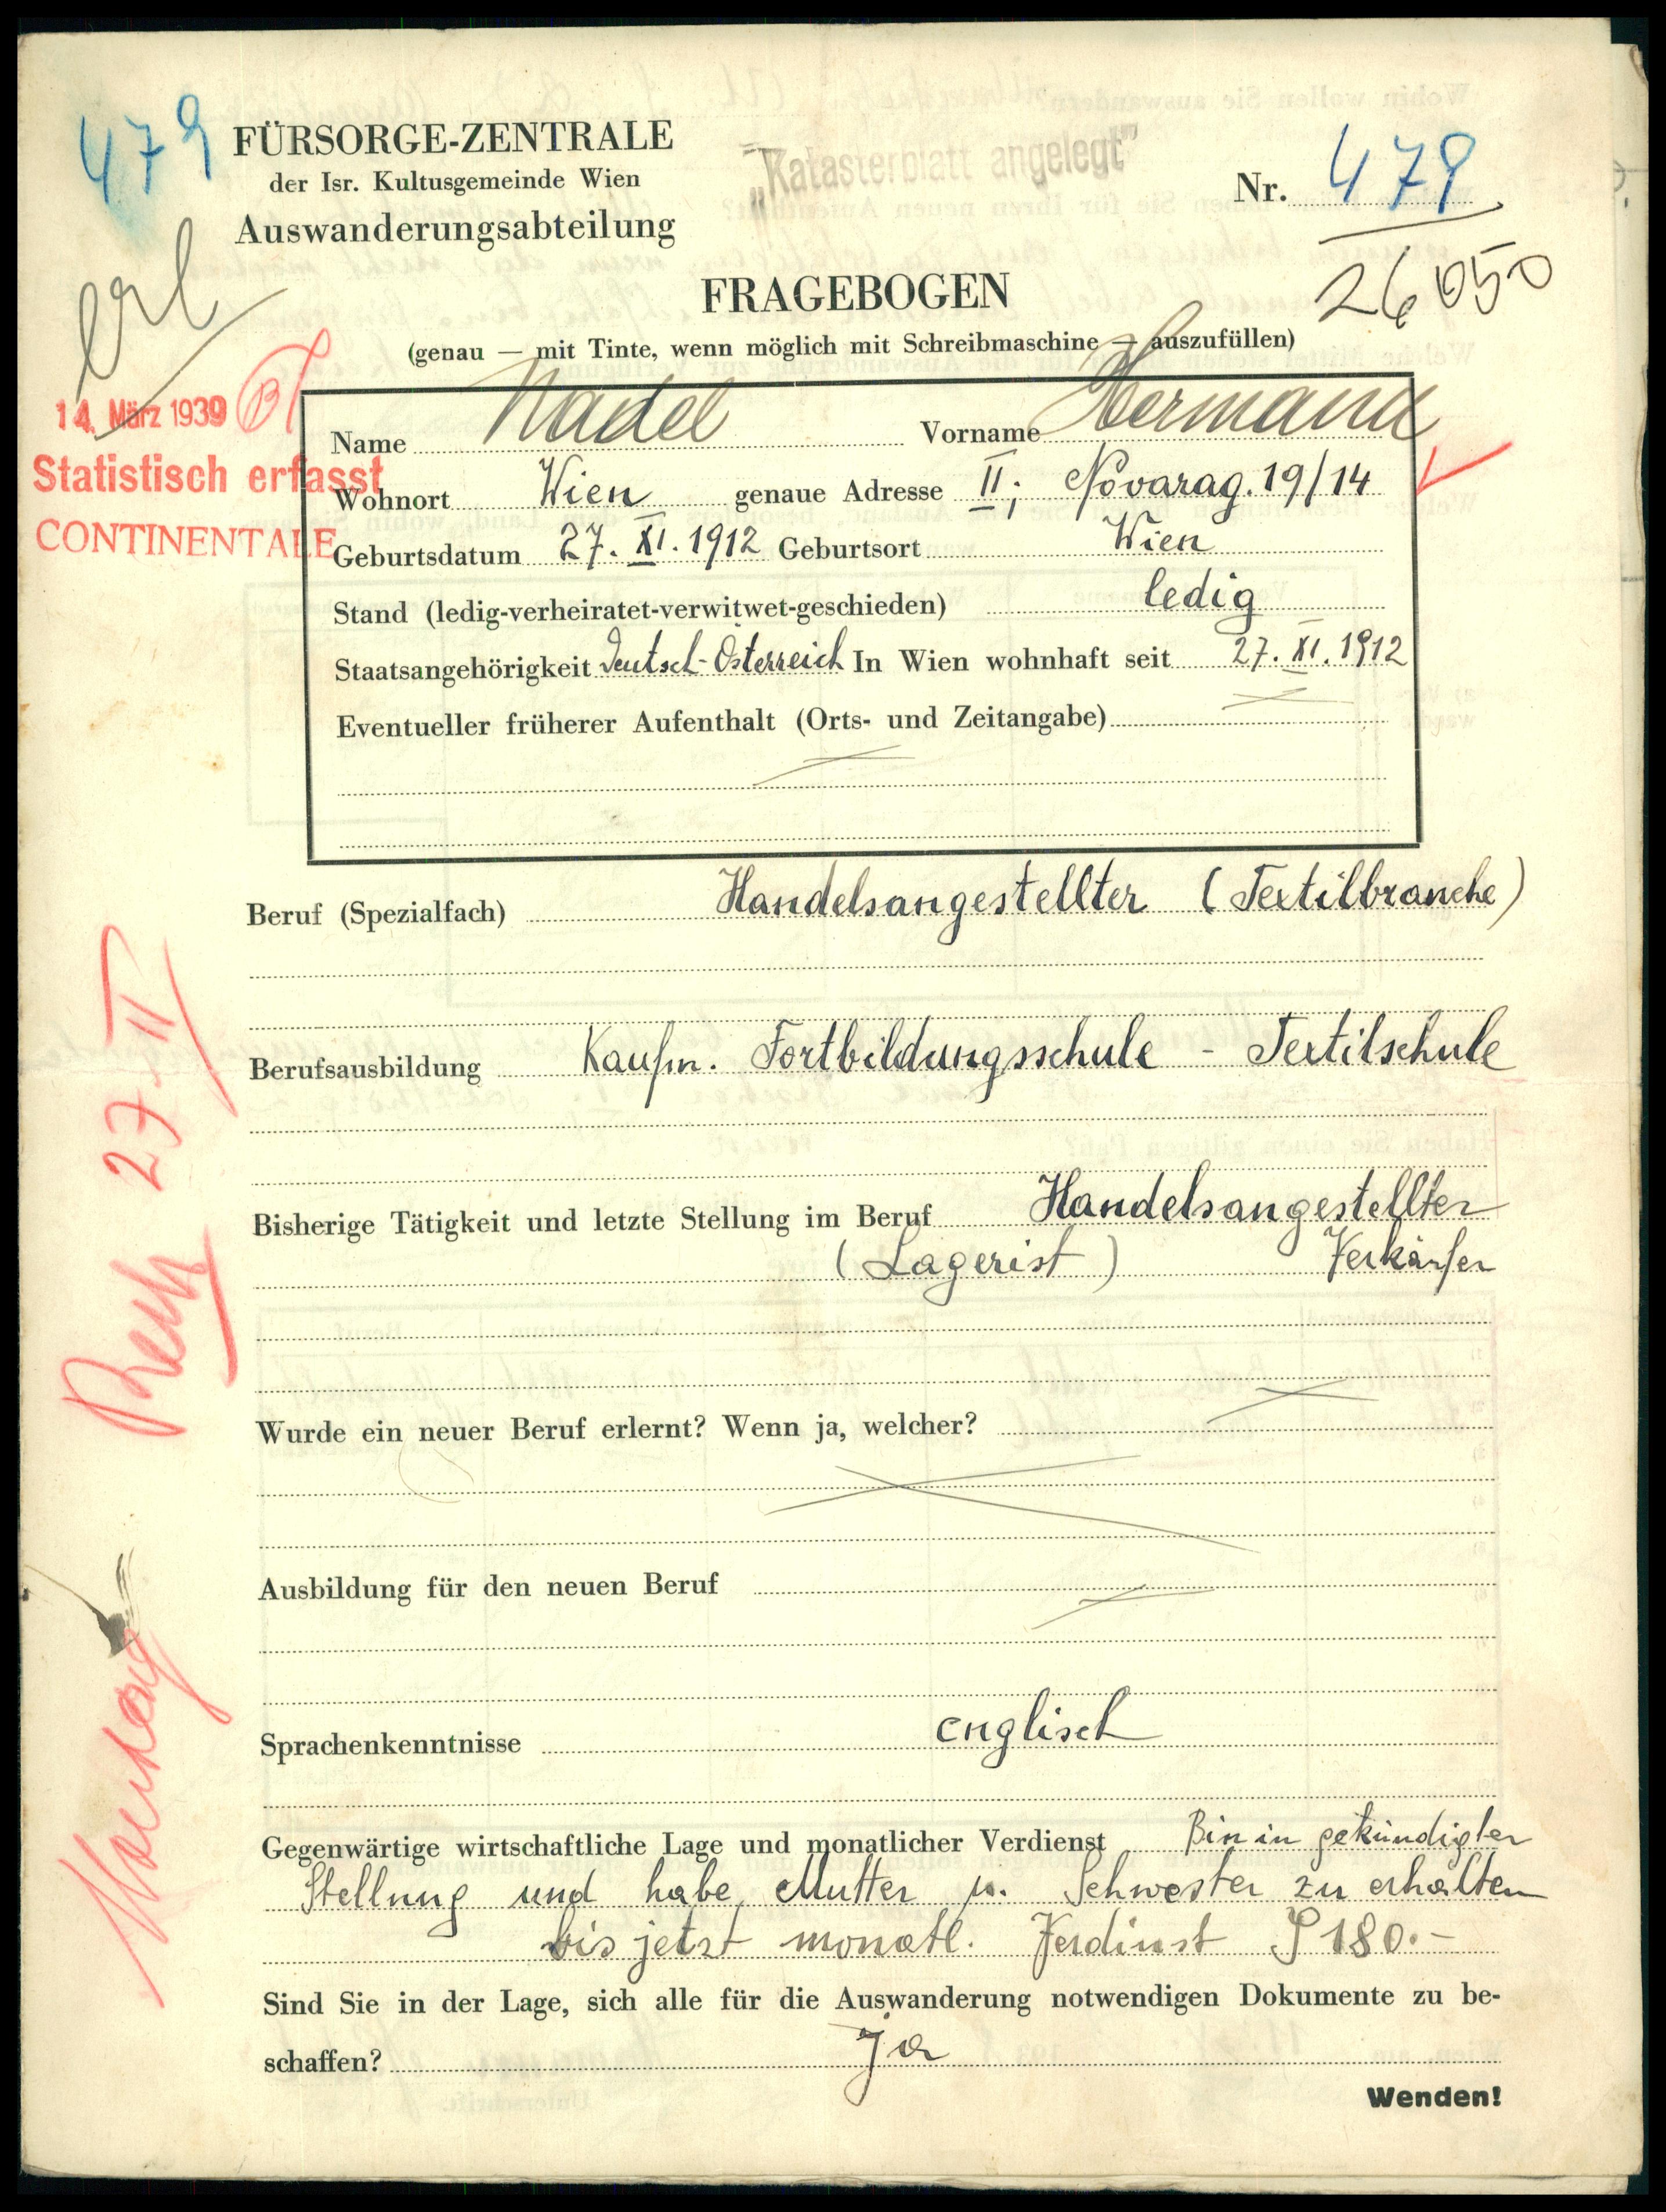 479
FÜRSORGE-ZENTRALE
der Isr. Kultusgemeinde Wien
Auswanderungsabteilung
"Katasterblatt angelegt"
Nr. 479
26050
erl
FRAGEBOGEN
(genau — mit Tinte, wenn möglich mit Schreibmaschine — auszufüllen)
14. März 1939
Statistisch erfasst
CONTINENTALE
Name Nadel Vorname Hermann
Wohnort Wien genaue Adresse II; Novarag. 19/14
Geburtsdatum 27. XI. 1912 Geburtsort Wien
Stand (ledig-verheiratet-verwitwet-geschieden) ledig
Staatsangehörigkeit Deutsch-Österreich In Wien wohnhaft seit 27. XI. 1912
Eventueller früherer Aufenthalt (Orts- und Zeitangabe)
Beruf (Spezialfach) Handelsangestellter (Textilbranche)
Berufsausbildung Kaufm. Fortbildungsschule - Textilschule
27. II
Bisherige Tätigkeit und letzte Stellung im Beruf Handelsangestellter
(Lagerist) Verkäufer
Wurde ein neuer Beruf erlernt? Wenn ja, welcher?
Ausbildung für den neuen Beruf
Sprachenkenntnisse englisch
Gegenwärtige wirtschaftliche Lage und monatlicher Verdienst Bin in gekündigter
Stellung und habe Mutter u. Schwester zu erhalten
bis jetzt monatl. Verdinst S 180.-
Sind Sie in der Lage, sich alle für die Auswanderung notwendigen Dokumente zu be-
schaffen? ja
Wenden!